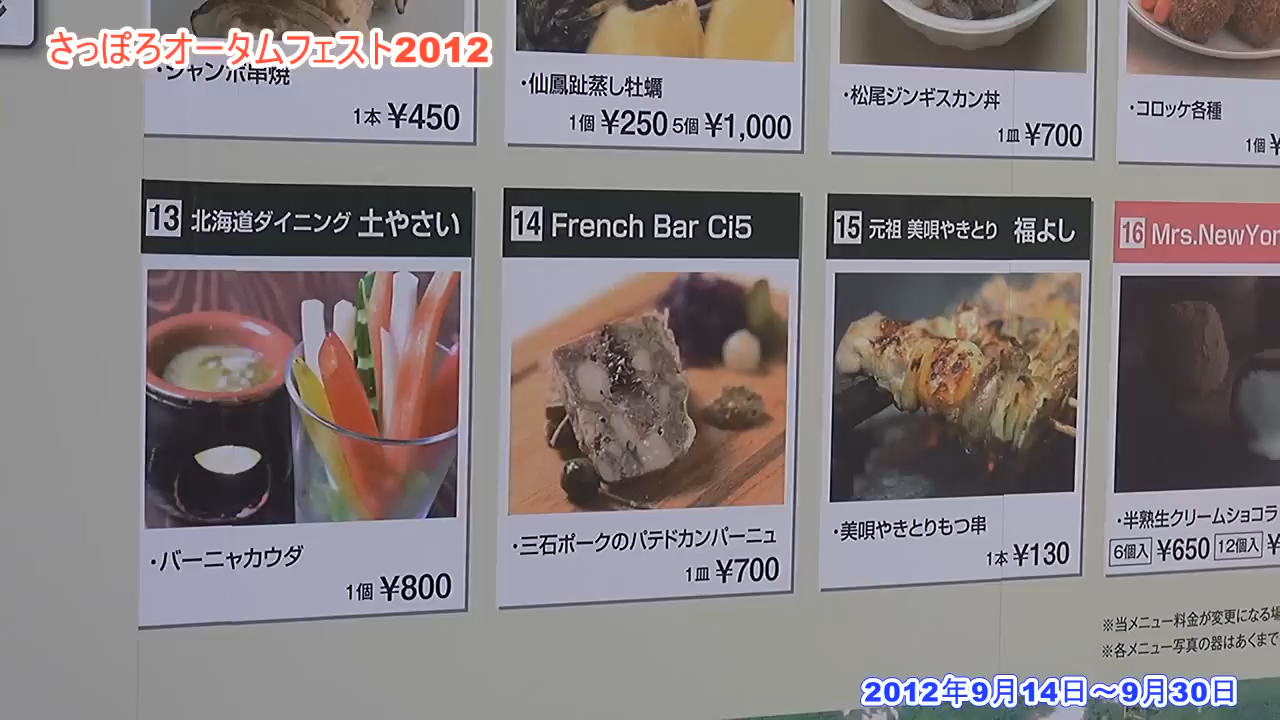 さっぽろオータムフェスト2012
・ジャンボ串焼
1本 ¥450
・仙鳳趾蒸し牡蠣
1個 ¥250 5個 ¥1,000
・松尾ジンギスカン丼
1皿 ¥700
・コロッケ各種
1個 ¥
13 北海道ダイニング 土やさい
・バーニャカウダ
1個 ¥800
14 French Bar Ci5
・三石ポークのパテドカンパーニュ
1皿 ¥700
15 元祖 美唄やきとり 福よし
・美唄やきとりもつ串
1本 ¥130
16 Mrs.NewYor
・半熟生クリームショコラ
6個入 ¥650 12個入 ¥
※当メニュー料金が変更になる場
※各メニュー写真の器はあくまで
2012年9月14日～9月30日